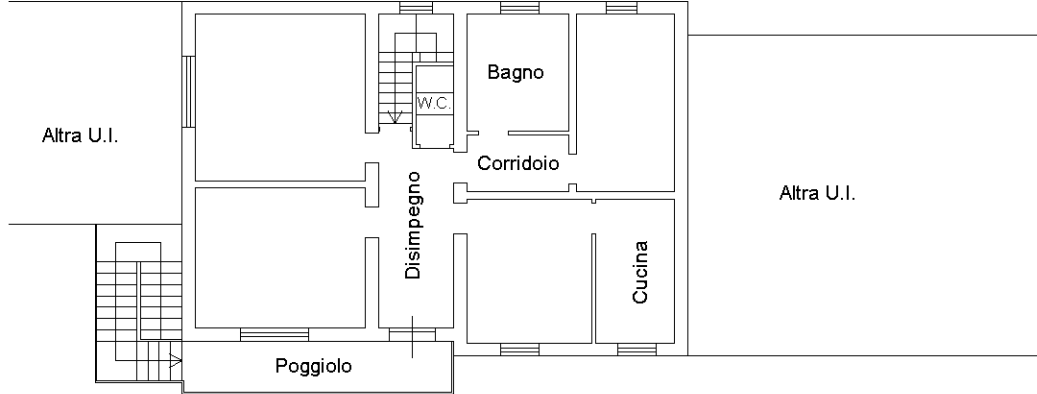 Bagno
W.C.
Altra U.I.
Corridoio
Altra U.I.
Disimpegno
Cucina
Poggiolo